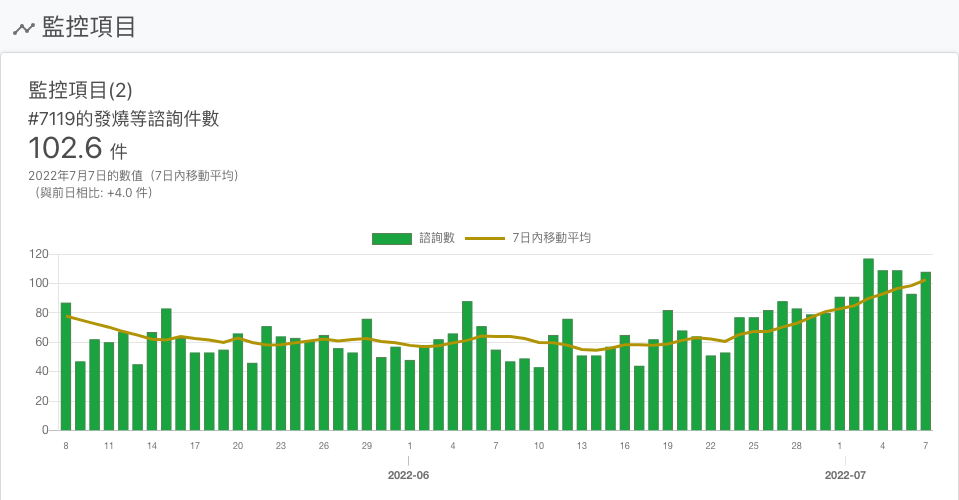 監控項目
監控項目(2)
#7119的發燒等諮詢件數
102.6 件
2022年7月7日的數值（7日內移動平均）
（與前日相比: +4.0 件）
諮詢數 7日內移動平均
120
100
80
60
40
20
0
8 11 14 17 20 23 26 29 1 4 7 10 13 16 19 22 25 28 1 4 7
2022-06 2022-07